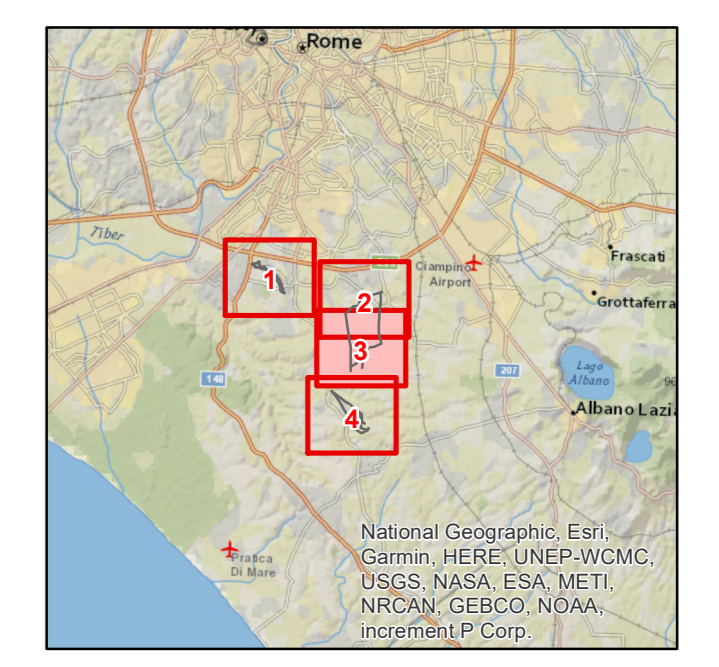 Rome
Tiber
Frascati
Ciampino
Airport
Grottaferra
1
2
3
4
148
207
Lago
Albano
Albano Lazi
Pratica
Di Mare
National Geographic, Esri,
Garmin, HERE, UNEP-WCMC,
USGS, NASA, ESA, METI,
NRCAN, GEBCO, NOAA,
increment P Corp.